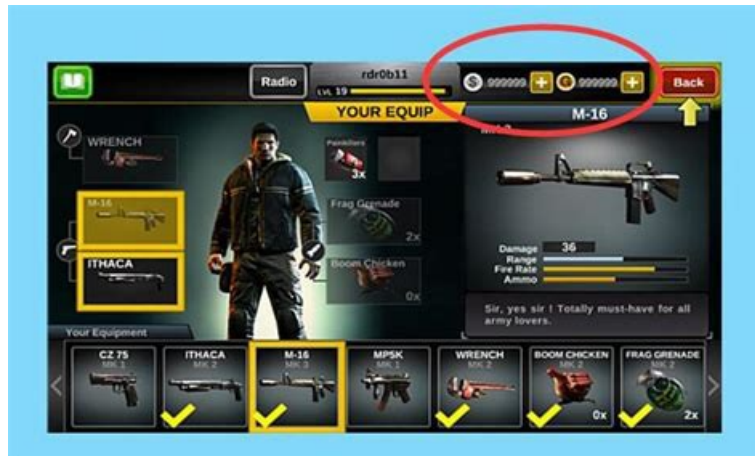 Radio
rdr0b11
LVL 19
S 999999 + G 999999 +
Back
YOUR EQUIP
M-16
WRENCH
Painkillers
3x
M-16
Frag Grenade
2x
ITHACA
Boom Chicken
0x
Damage 36
Range
Fire Rate
Ammo
Sir, yes sir ! Totally must-have for all
army lovers.
Your Equipment
CZ 75
MK 1
ITHACA
MK 2
M-16
MK 3
MP5K
MK 1
WRENCH
MK 2
BOOM CHICKEN
MK 2
0x
FRAG GRENADE
MK 2
2x